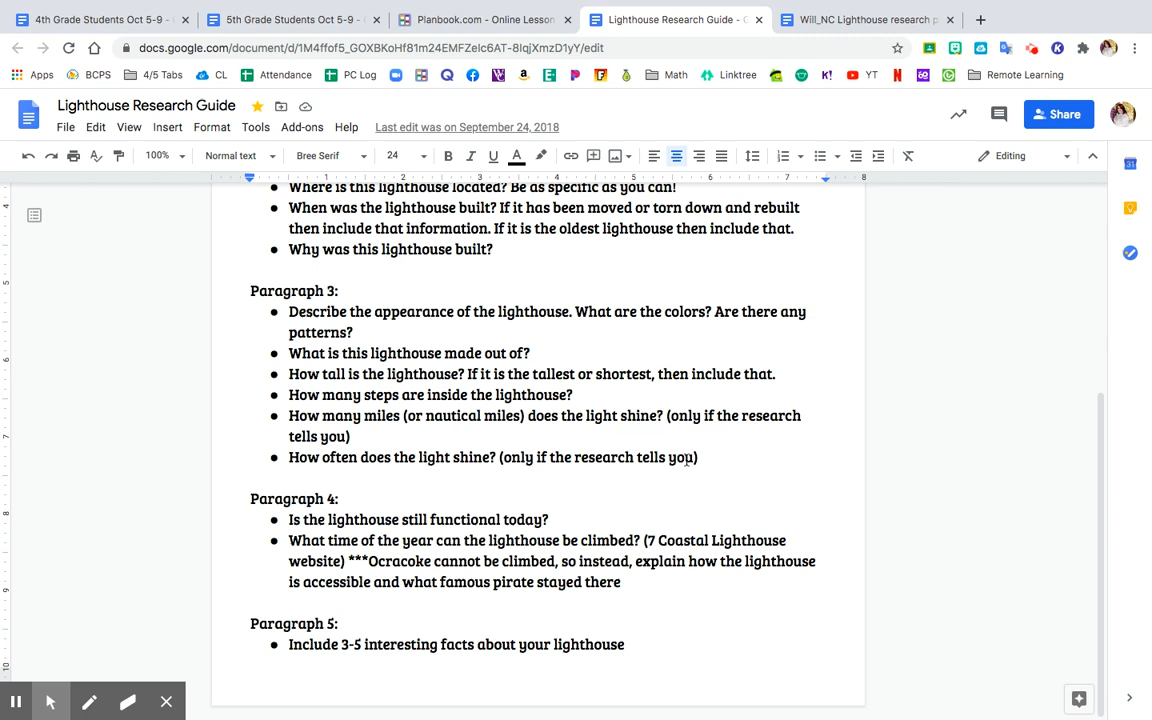 4th Grade Students Oct 5-9 -
5th Grade Students Oct 5-9 -
Planbook.com - Online Lesson
Lighthouse Research Guide - G
Will_NC Lighthouse research p
docs.google.com/document/d/1M4ffof5_GOXBKoHf81m24EMFZeIc6AT-8IqjXmzD1yY/edit
Apps BCPS 4/5 Tabs CL Attendance PC Log Math Linktree K! YT Remote Learning
Lighthouse Research Guide
Share
File Edit View Insert Format Tools Add-ons Help Last edit was on September 24, 2018
100% Normal text Bree Serif 24 B I U A Editing
1 2 3 4 5 6 7 8
Where is this lighthouse located? Be as specific as you can!
When was the lighthouse built? If it has been moved or torn down and rebuilt
then include that information. If it is the oldest lighthouse then include that.
Why was this lighthouse built?
Paragraph 3:
Describe the appearance of the lighthouse. What are the colors? Are there any
patterns?
What is this lighthouse made out of?
How tall is the lighthouse? If it is the tallest or shortest, then include that.
How many steps are inside the lighthouse?
How many miles (or nautical miles) does the light shine? (only if the research
tells you)
How often does the light shine? (only if the research tells you)
Paragraph 4:
Is the lighthouse still functional today?
What time of the year can the lighthouse be climbed? (7 Coastal Lighthouse
website) ***Ocracoke cannot be climbed, so instead, explain how the lighthouse
is accessible and what famous pirate stayed there
Paragraph 5:
Include 3-5 interesting facts about your lighthouse